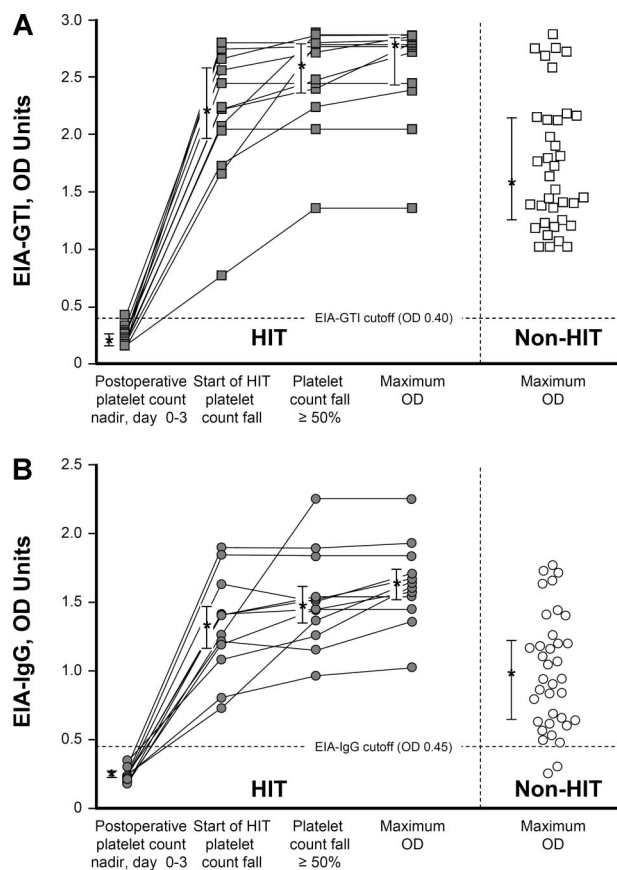 A
EIA-GTI, OD Units
3.0
2.5
2.0
1.5
1.0
0.5
0
EIA-GTI cutoff (OD 0.40)
HIT
Non-HIT
Postoperative
platelet count
nadir, day 0-3
Start of HIT
platelet
count fall
Platelet
count fall
≥ 50%
Maximum
OD
Maximum
OD
B
EIA-IgG, OD Units
2.5
2.0
1.5
1.0
0.5
0
EIA-IgG cutoff (OD 0.45)
HIT
Non-HIT
Postoperative
platelet count
nadir, day 0-3
Start of HIT
platelet
count fall
Platelet
count fall
≥ 50%
Maximum
OD
Maximum
OD